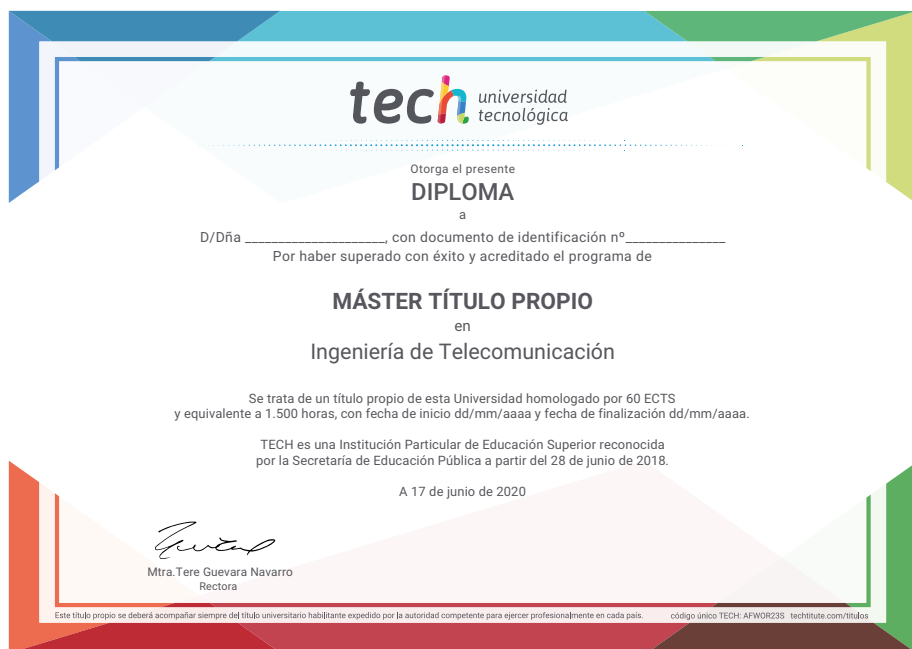 tech universidad
tecnológica
Otorga el presente
DIPLOMA
a
D/Dña _____________________, con documento de identificación nº_______________
Por haber superado con éxito y acreditado el programa de
MÁSTER TÍTULO PROPIO
en
Ingeniería de Telecomunicación
Se trata de un título propio de esta Universidad homologado por 60 ECTS
y equivalente a 1.500 horas, con fecha de inicio dd/mm/aaaa y fecha de finalización dd/mm/aaaa.
TECH es una Institución Particular de Educación Superior reconocida
por la Secretaría de Educación Pública a partir del 28 de junio de 2018.
A 17 de junio de 2020
Mtra.Tere Guevara Navarro
Rectora
Este título propio se deberá acompañar siempre del título universitario habilitante expedido por la autoridad competente para ejercer profesionalmente en cada país. código único TECH: AFWOR23S techtitute.com/titulos